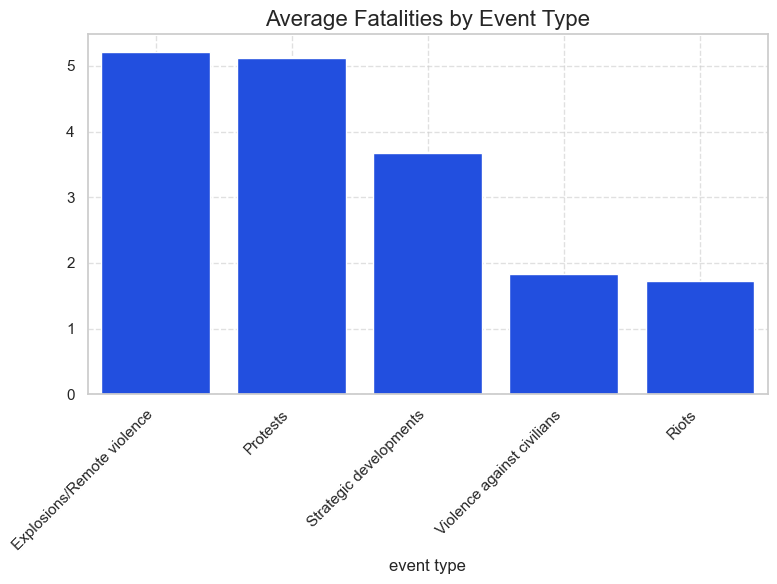 Average Fatalities by Event Type
5
4
3
2
1
0
Explosions/Remote violence
Protests
Strategic developments
Violence against civilians
Riots
event type